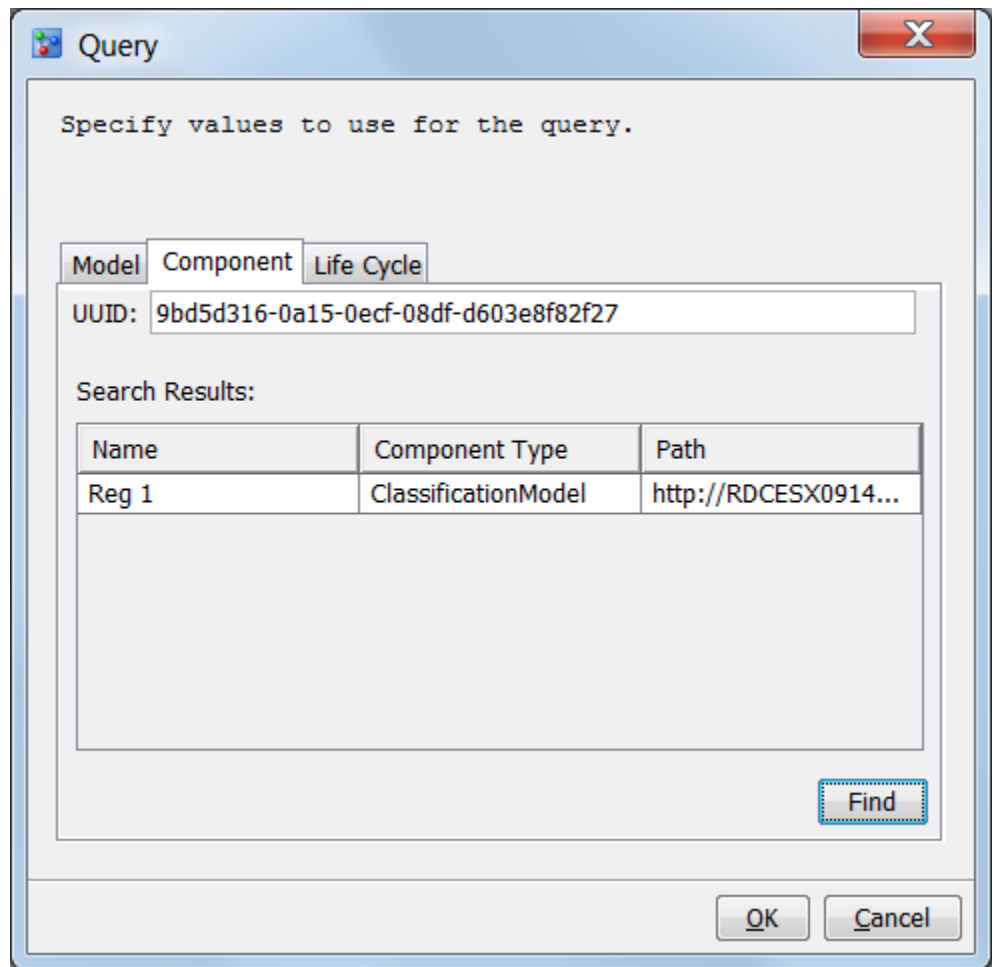 Query
Specify values to use for the query.
Model Component Life Cycle
UUID: 9bd5d316-0a15-0ecf-08df-d603e8f82f27
Search Results:
Name Component Type Path
Reg 1 ClassificationModel http://RDCESX0914...
Find
OK Cancel